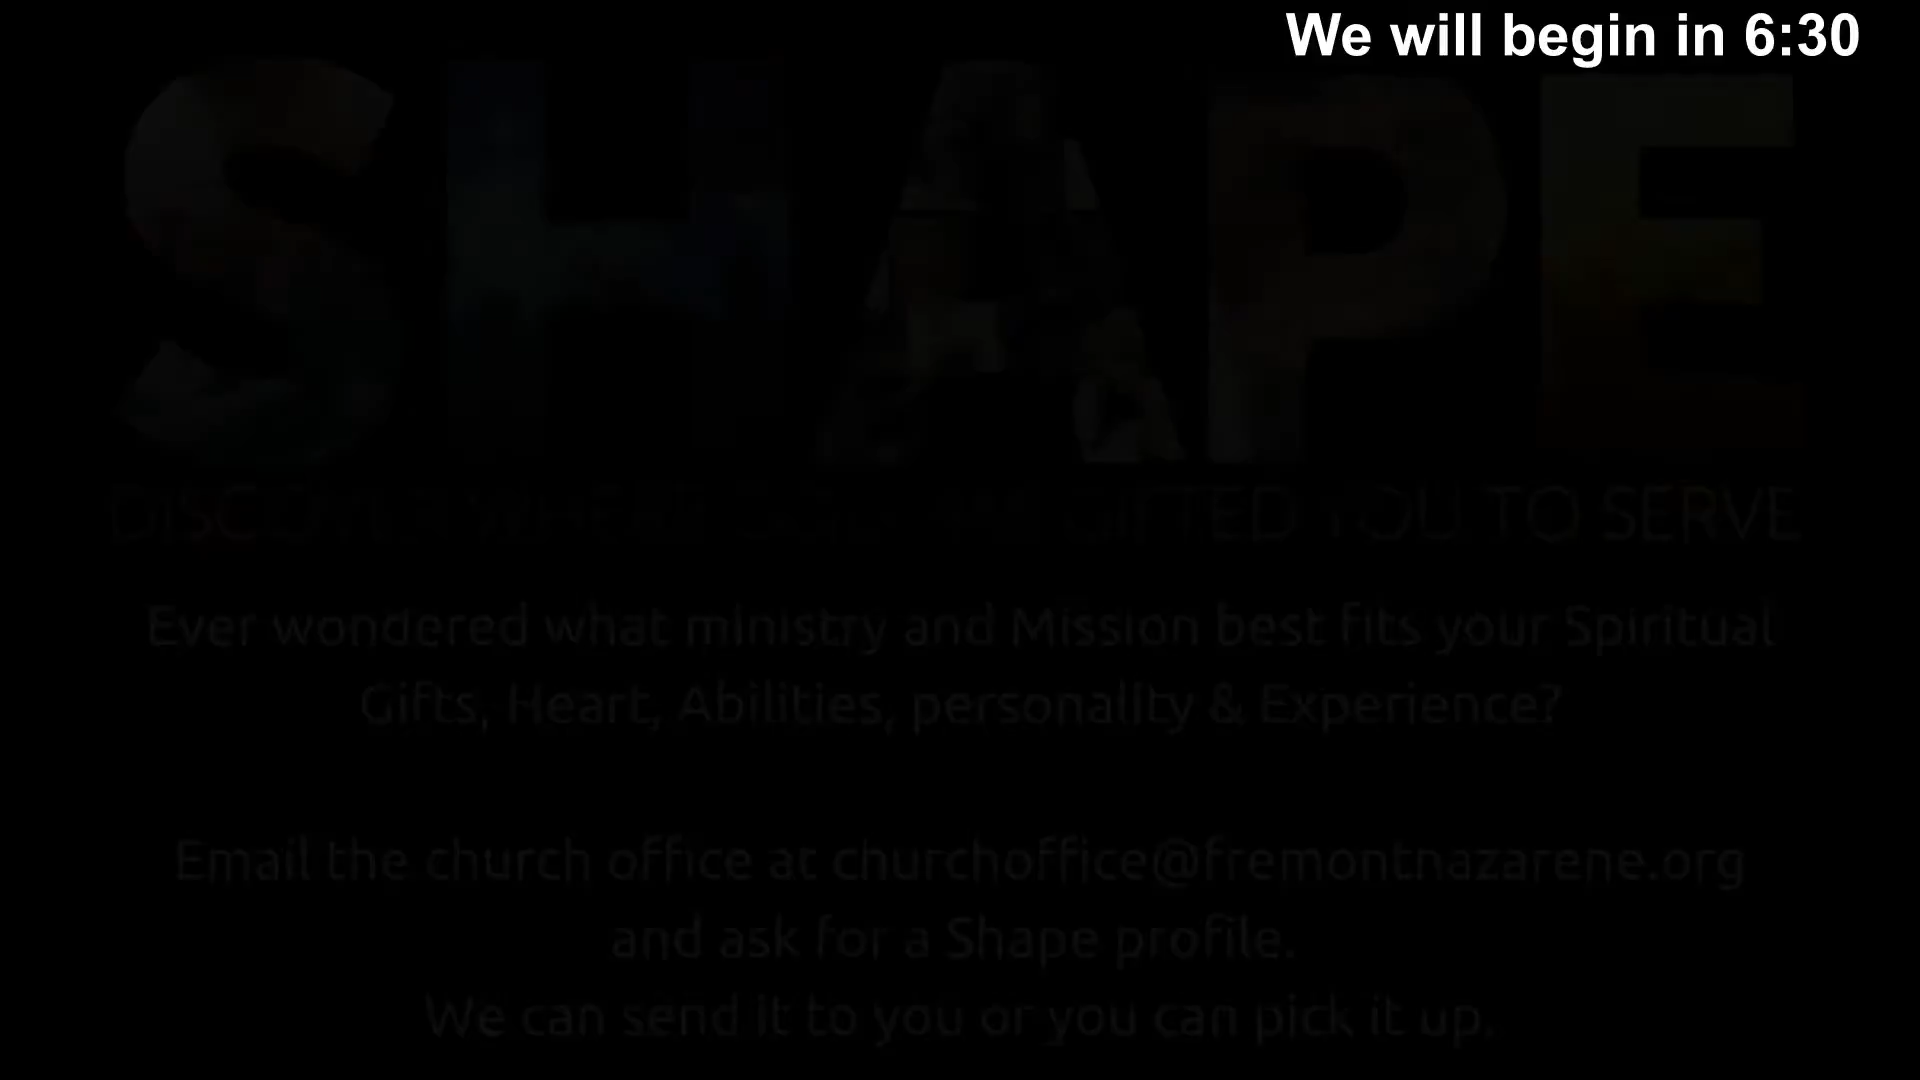 We will begin in 6:30
SHAPE
DISCOVER WHERE GOD HAS GIFTED YOU TO SERVE
Ever wondered what ministry and Mission best fits your Spiritual
Gifts, Heart, Abilities, personality & Experience?
Email the church office at churchoffice@fremontnazarene.org
and ask for a Shape profile.
We can send it to you or you can pick it up.